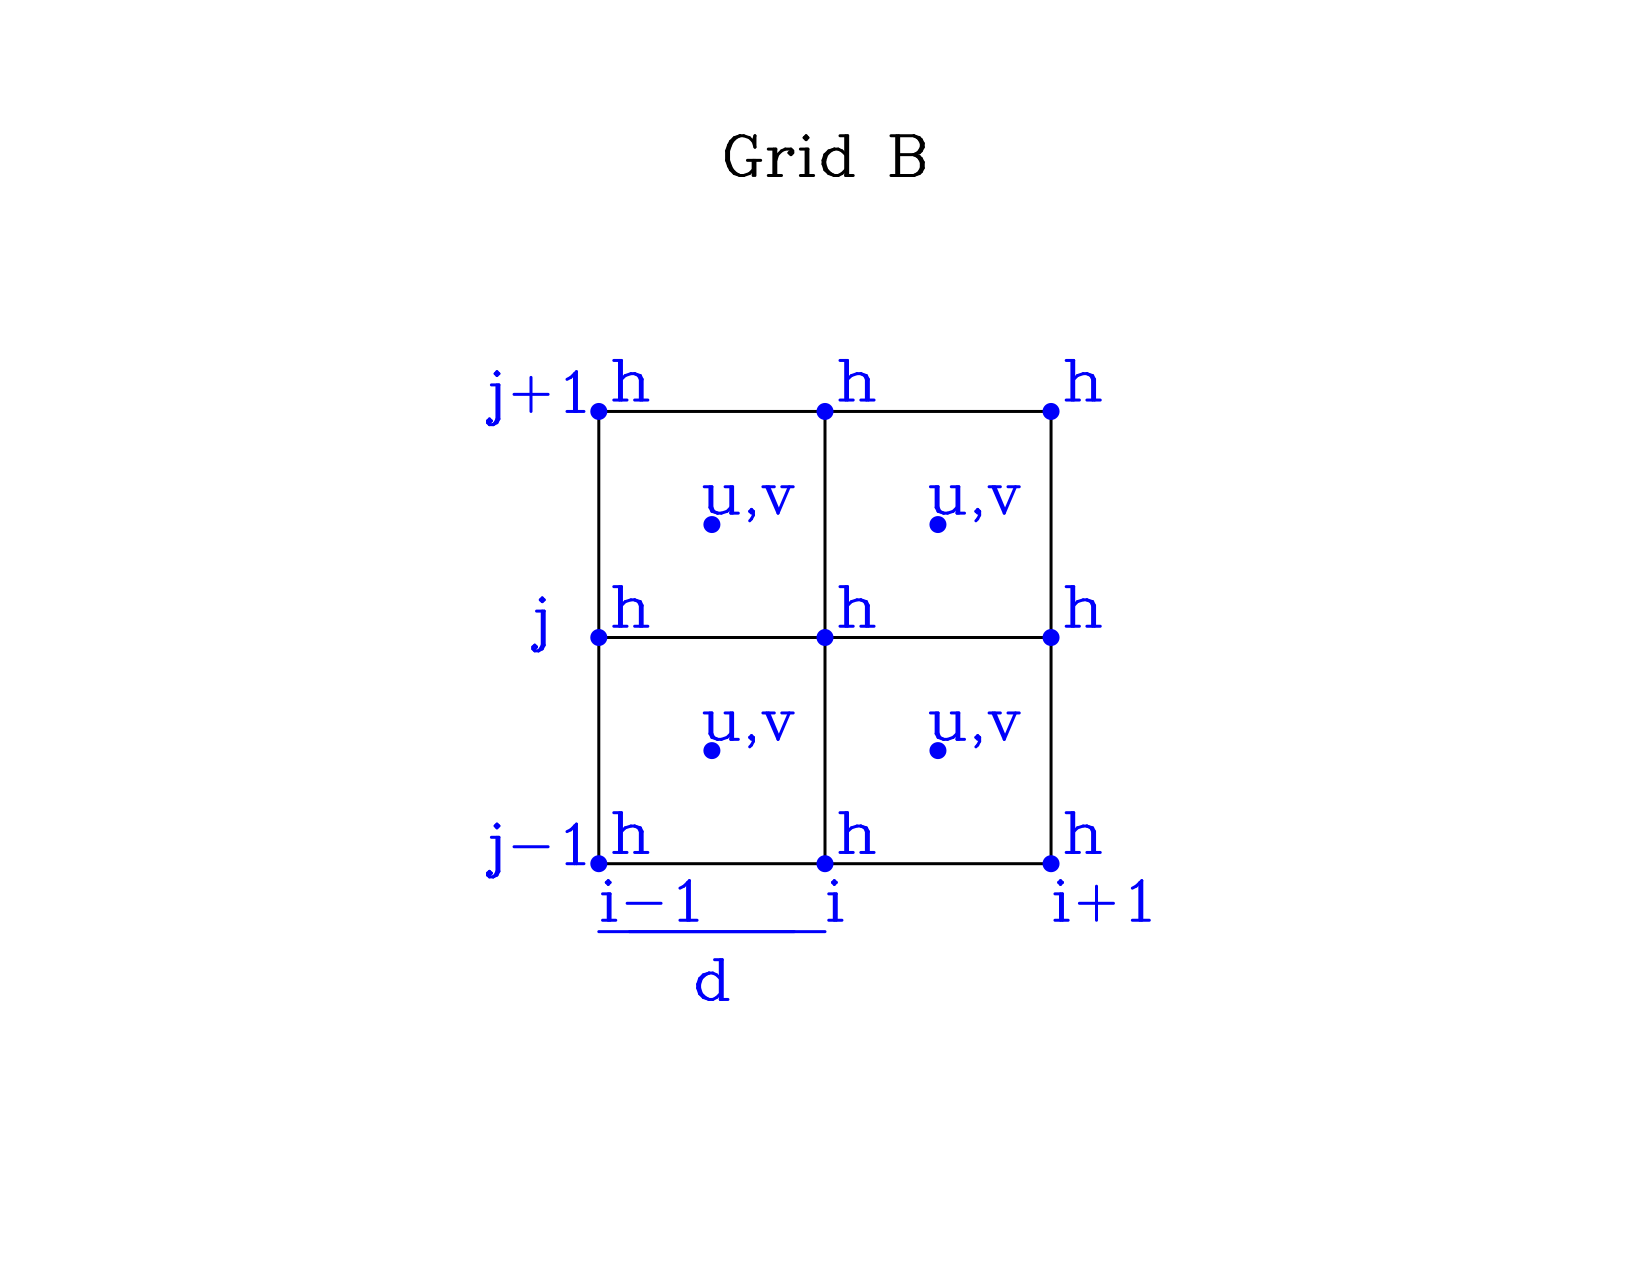 Grid B
j+1 h h h
u,v u,v
j h h h
u,v u,v
j−1 h h h
i−1 i i+1
d